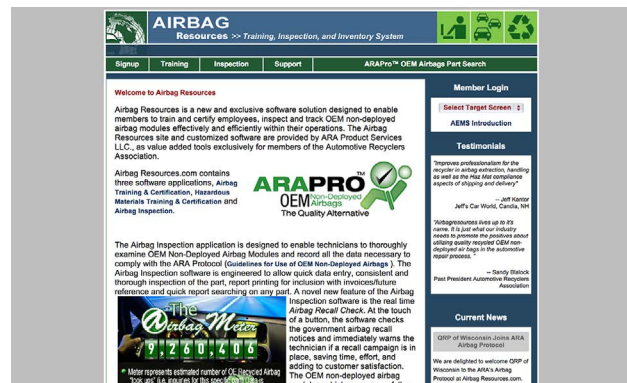 AIRBAG
Resources >> Training, Inspection, and Inventory System
Signup Training Inspection Support ARAPro™ OEM Airbags Part Search
Welcome to Airbag Resources
Airbag Resources is a new and exclusive software solution designed to enable
members to train and certify employees, inspect and track OEM non-deployed
airbag modules effectively and efficiently within their operations. The Airbag
Resources site and customized software are provided by ARA Product Services
LLC., as value added tools exclusively for members of the Automotive Recyclers
Association.
Airbag Resources.com contains
three software applications, Airbag
Training & Certification, Hazardous
Materials Training & Certification and
Airbag Inspection.
ARAPRO™
OEM Non-Deployed
Airbags
The Quality Alternative
The Airbag Inspection application is designed to enable technicians to thoroughly
examine OEM Non-Deployed Airbag Modules and record all the data necessary to
comply with the ARA Protocol (Guidelines for Use of OEM Non-Deployed Airbags ). The
Airbag Inspection software is engineered to allow quick data entry, consistent and
thorough inspection of the part, report printing for inclusion with invoices/future
reference and quick report searching on any part. A novel new feature of the Airbag
Inspection software is the real time
Airbag Recall Check. At the touch
of a button, the software checks
the government airbag recall
notices and immediately warns the
technician if a recall campaign is in
place, saving time, effort, and
adding to customer satisfaction.
The OEM non-deployed airbag
The
Airbag Meter
9,260,406
Meter represents estimated number of OE Recycled Airbag
Member Login
Select Target Screen
AEMS Introduction
Testimonials
"Improves professionalism for the
recycler in airbag extraction, handling
as well as the Haz Mat compliance
aspects of shipping and delivery"
-- Jeff Kantor
Jeff's Car World, Candia, NH
"Airbagresources lives up to it's
name. It is just what our industry
needs to promote the positives about
utilizing quality recycled OEM non-
deployed air bags in the automotive
repair process. "
-- Sandy Blalock
Past President Automotive Recyclers
Association
Current News
QRP of Wisconsin Joins ARA
Airbag Protocol
We are delighted to welcome QRP of
Wisconsin to the ARA's Airbag
Protocol at Airbag Resources.com.